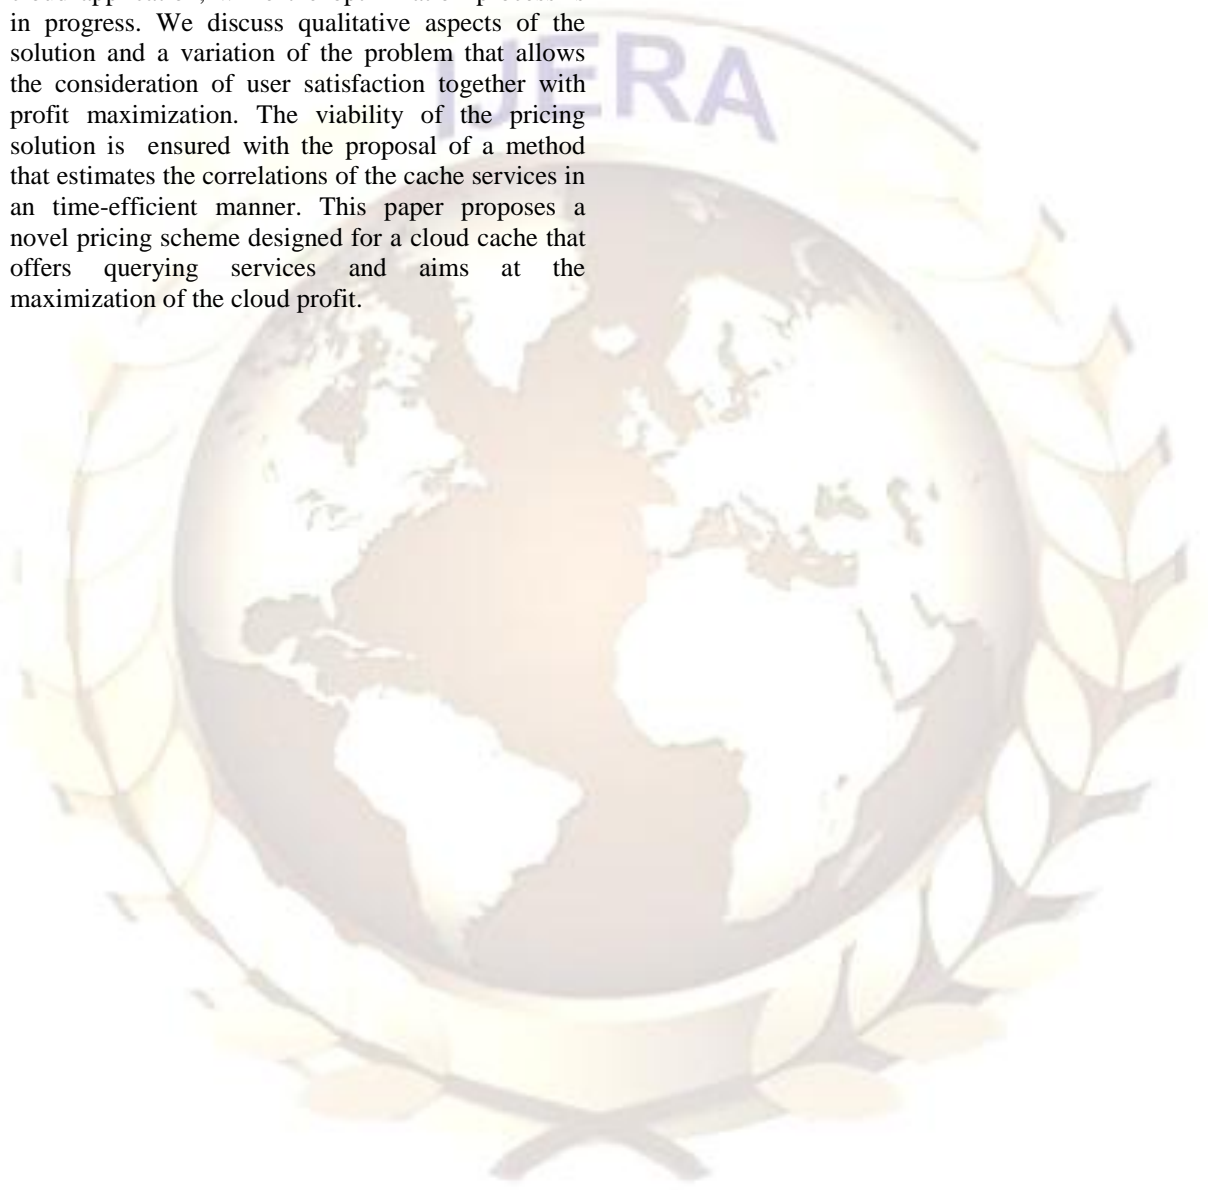 in progress. We discuss qualitative aspects of the
solution and a variation of the problem that allows
the consideration of user satisfaction together with
profit maximization. The viability of the pricing
solution is ensured with the proposal of a method
that estimates the correlations of the cache services in
an time-efficient manner. This paper proposes a
novel pricing scheme designed for a cloud cache that
offers querying services and aims at the
maximization of the cloud profit.
IJERA